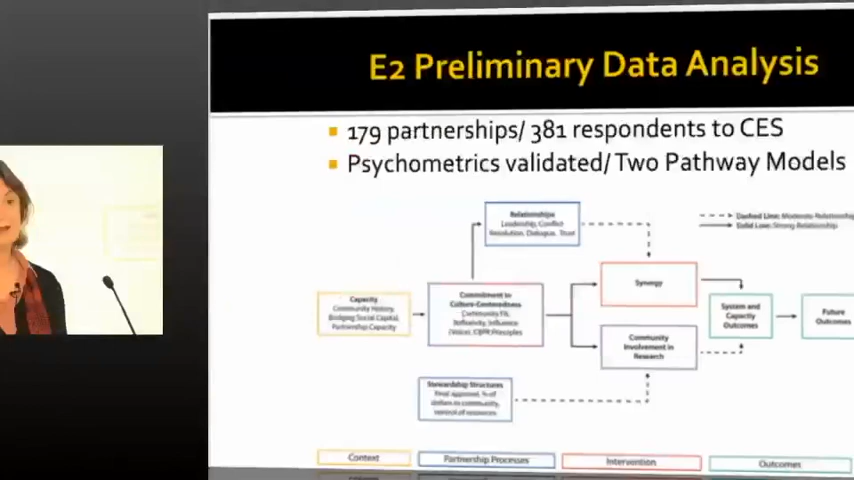 E2 Preliminary Data Analysis
179 partnerships/ 381 respondents to CES
Psychometrics validated/ Two Pathway Models
Relationships
Leadership, Conflict
Resolution, Dialogue, Trust
Dashed Line: Moderate Relationship
Solid Line: Strong Relationship
Capacity
Community History,
Bridging Social Capital,
Partnership Capacity
Commitment to
Culture-Centeredness
Community Fit,
Reflexivity, Influence
(Voice), CBPR Principles
Synergy
Community
Involvement in
Research
System and
Capacity
Outcomes
Future
Outcomes
Stewardship Structures
Final approval, % of
dollars to community,
control of resources
Context
Partnership Processes
Intervention
Outcomes